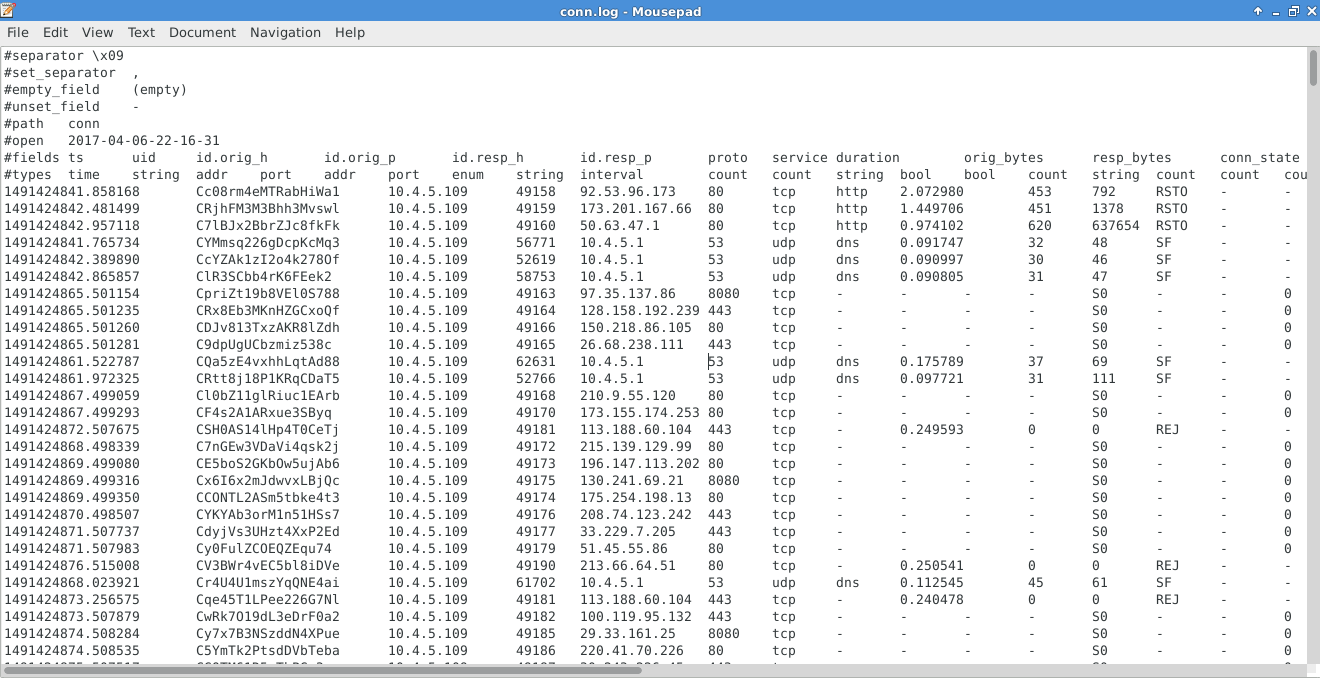 conn.log - Mousepad
File Edit View Text Document Navigation Help
#separator \x09
#set_separator ,
#empty_field (empty)
#unset_field -
#path conn
#open 2017-04-06-22-16-31
#fields ts uid id.orig_h id.orig_p id.resp_h id.resp_p proto service duration orig_bytes resp_bytes conn_state
#types time string addr port addr port enum string interval count count string bool bool count string count count cou
1491424841.858168 Cc08rm4eMTRabHiWa1 10.4.5.109 49158 92.53.96.173 80 tcp http 2.072980 453 792 RSTO - -
1491424842.481499 CRjhFM3M3Bhh3Mvswl 10.4.5.109 49159 173.201.167.66 80 tcp http 1.449706 451 1378 RSTO - -
1491424842.957118 C7lBJx2BbrZJc8fkFk 10.4.5.109 49160 50.63.47.1 80 tcp http 0.974102 620 637654 RSTO - -
1491424841.765734 CYMmsq226gDcpKcMq3 10.4.5.109 56771 10.4.5.1 53 udp dns 0.091747 32 48 SF - -
1491424842.389890 CcYZAk1zI2o4k278Of 10.4.5.109 52619 10.4.5.1 53 udp dns 0.090997 30 46 SF - -
1491424842.865857 ClR3SCbb4rK6FEek2 10.4.5.109 58753 10.4.5.1 53 udp dns 0.090805 31 47 SF - -
1491424865.501154 CpriZt19b8VEl0S788 10.4.5.109 49163 97.35.137.86 8080 tcp - - - - S0 - - 0
1491424865.501235 CRx8Eb3MKnHZGCxoQf 10.4.5.109 49164 128.158.192.239 443 tcp - - - - S0 - - 0
1491424865.501260 CDJv813TxzAKR8lZdh 10.4.5.109 49166 150.218.86.105 80 tcp - - - - S0 - - 0
1491424865.501281 C9dpUgUCbzmiz538c 10.4.5.109 49165 26.68.238.111 443 tcp - - - - S0 - - 0
1491424861.522787 CQa5zE4vxhhLqtAd88 10.4.5.109 62631 10.4.5.1 53 udp dns 0.175789 37 69 SF - -
1491424861.972325 CRtt8j18P1KRqCDaT5 10.4.5.109 52766 10.4.5.1 53 udp dns 0.097721 31 111 SF - -
1491424867.499059 Cl0bZ11glRiuc1EArb 10.4.5.109 49168 210.9.55.120 80 tcp - - - - S0 - - 0
1491424867.499293 CF4s2A1ARxue3SByq 10.4.5.109 49170 173.155.174.253 80 tcp - - - - S0 - - 0
1491424872.507675 CSH0AS14lHp4T0CeTj 10.4.5.109 49181 113.188.60.104 443 tcp - 0.249593 0 0 REJ - -
1491424868.498339 C7nGEw3VDaVi4qsk2j 10.4.5.109 49172 215.139.129.99 80 tcp - - - - S0 - - 0
1491424869.499080 CE5boS2GKbOw5ujAb6 10.4.5.109 49173 196.147.113.202 80 tcp - - - - S0 - - 0
1491424869.499316 Cx6I6x2mJdwvxLBjQc 10.4.5.109 49175 130.241.69.21 8080 tcp - - - - S0 - - 0
1491424869.499350 CCONTL2ASm5tbke4t3 10.4.5.109 49174 175.254.198.13 80 tcp - - - - S0 - - 0
1491424870.498507 CYKYAb3orM1n51HSs7 10.4.5.109 49176 208.74.123.242 443 tcp - - - - S0 - - 0
1491424871.507737 CdyjVs3UHzt4XxP2Ed 10.4.5.109 49177 33.229.7.205 443 tcp - - - - S0 - - 0
1491424871.507983 Cy0FulZCOEQZEqu74 10.4.5.109 49179 51.45.55.86 80 tcp - - - - S0 - - 0
1491424876.515008 CV3BWr4vEC5bl8iDVe 10.4.5.109 49190 213.66.64.51 80 tcp - 0.250541 0 0 REJ - -
1491424868.023921 Cr4U4U1mszYqQNE4ai 10.4.5.109 61702 10.4.5.1 53 udp dns 0.112545 45 61 SF - -
1491424873.256575 Cqe45T1LPee226G7Nl 10.4.5.109 49181 113.188.60.104 443 tcp - 0.240478 0 0 REJ - -
1491424873.507879 CwRk7O19dL3eDrF0a2 10.4.5.109 49182 100.119.95.132 443 tcp - - - - S0 - - 0
1491424874.508284 Cy7x7B3NSzddN4XPue 10.4.5.109 49185 29.33.161.25 8080 tcp - - - - S0 - - 0
1491424874.508535 C5YmTk2PtsdDVbTeba 10.4.5.109 49186 220.41.70.226 80 tcp - - - - S0 - - 0